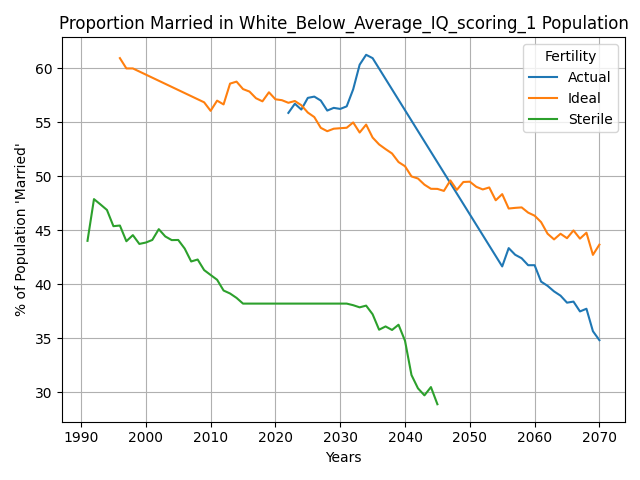 Proportion Married in White_Below_Average_IQ_scoring_1 Population
% of Population 'Married'
60
55
50
45
40
35
30
Fertility
Actual
Ideal
Sterile
1990 2000 2010 2020 2030 2040 2050 2060 2070
Years